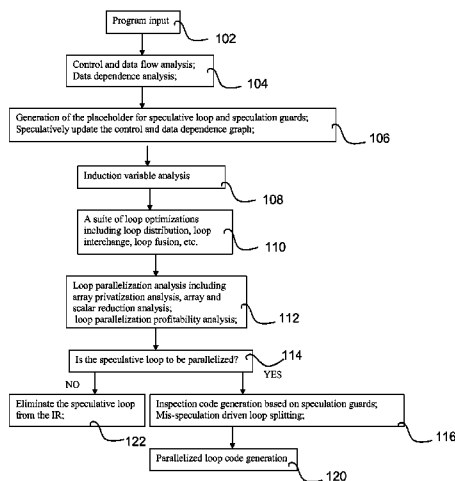 Program input
102
Control and data flow analysis;
Data dependence analysis;
104
Generation of the placeholder for speculative loop and speculation guards;
Speculatively update the control and data dependence graph;
106
Induction variable analysis
108
A suite of loop optimizations
including loop distribution, loop
interchange, loop fusion, etc.
110
Loop parallelization analysis including
array privatization analysis, array and
scalar reduction analysis;
loop parallelization profitability analysis;
112
Is the speculative loop to be parallelized?
114
NO
YES
Eliminate the speculative loop
from the IR;
122
Inspection code generation based on speculation guards;
Mis-speculation driven loop splitting;
116
Parallelized loop code generation
120